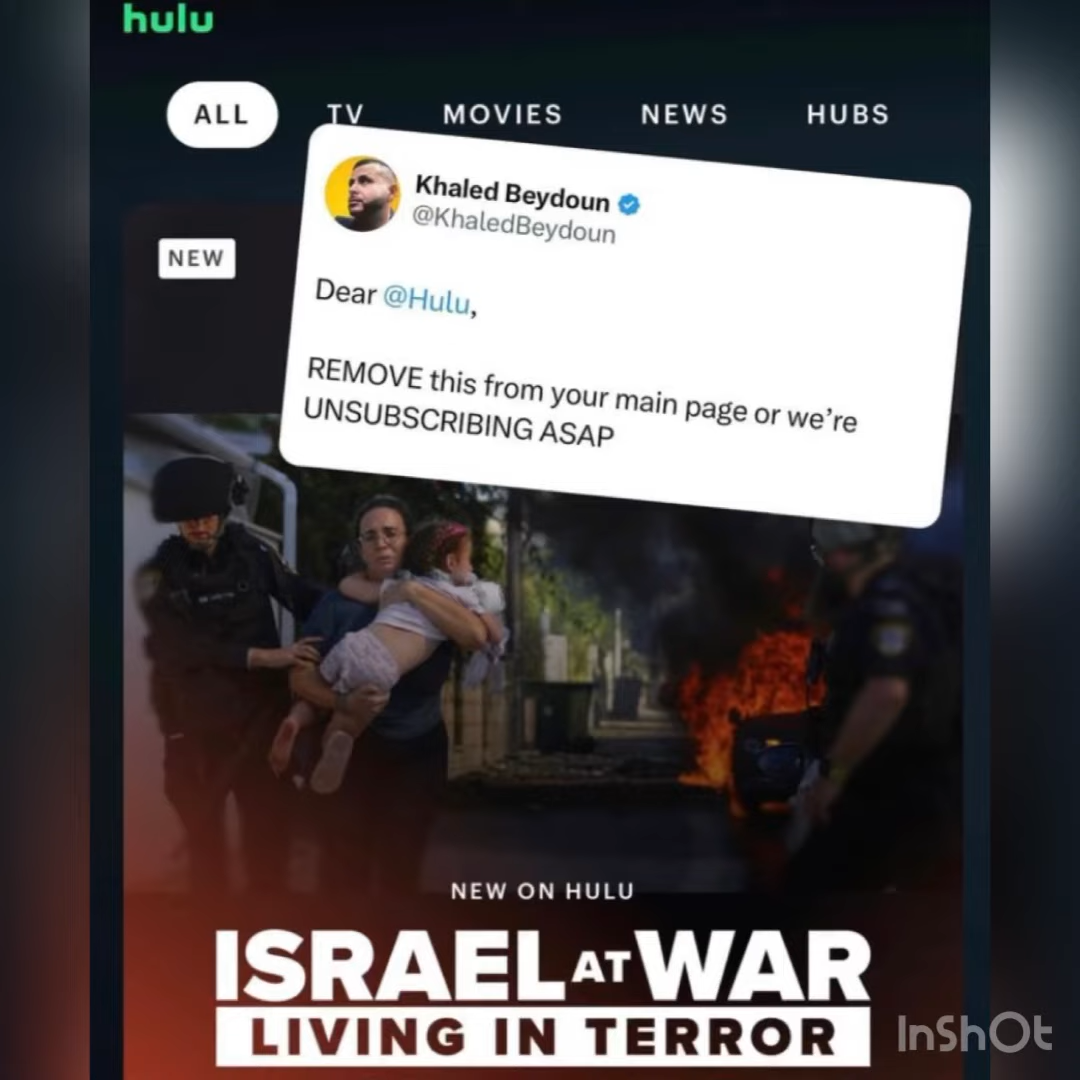 hulu
ALL TV MOVIES NEWS HUBS
NEW
Khaled Beydoun
@KhaledBeydoun
Dear @Hulu,
REMOVE this from your main page or we’re
UNSUBSCRIBING ASAP
NEW ON HULU
ISRAEL AT WAR
LIVING IN TERROR
InShOt